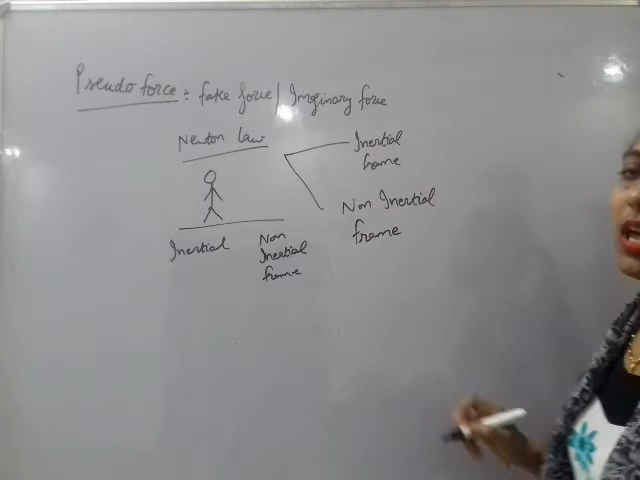 Pseudo force: fake force/Imaginary force
Newton Law
Inertial
frame
Non Inertial
frame
Inertial
Non
Inertial
frame